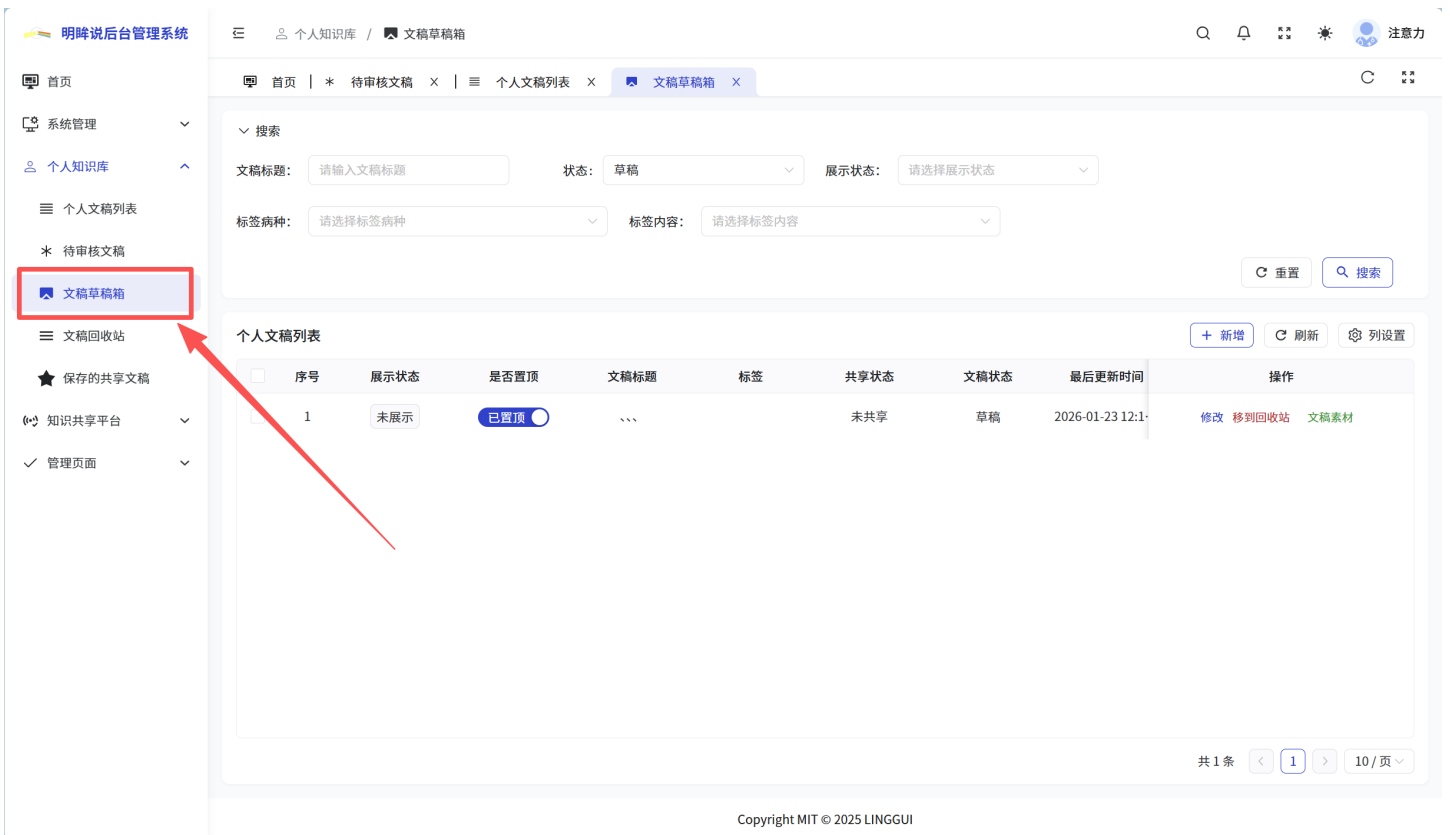 明眸说后台管理系统
个人知识库 / 文稿草稿箱
注意力
首页
系统管理
个人知识库
个人文稿列表
待审核文稿
文稿草稿箱
文稿回收站
保存的共享文稿
知识共享平台
管理页面
首页 | 待审核文稿 X | 个人文稿列表 X 文稿草稿箱 X
搜索
文稿标题: 请输入文稿标题 状态: 草稿 展示状态: 请选择展示状态
标签病种: 请选择标签病种 标签内容: 请选择标签内容
重置 搜索
个人文稿列表 新增 刷新 列设置
序号 展示状态 是否置顶 文稿标题 标签 共享状态 文稿状态 最后更新时间 操作
1 未展示 已置顶 、、、 未共享 草稿 2026-01-23 12:1 修改 移到回收站 文稿素材
共 1 条 1 10 / 页
Copyright MIT © 2025 LINGGUI